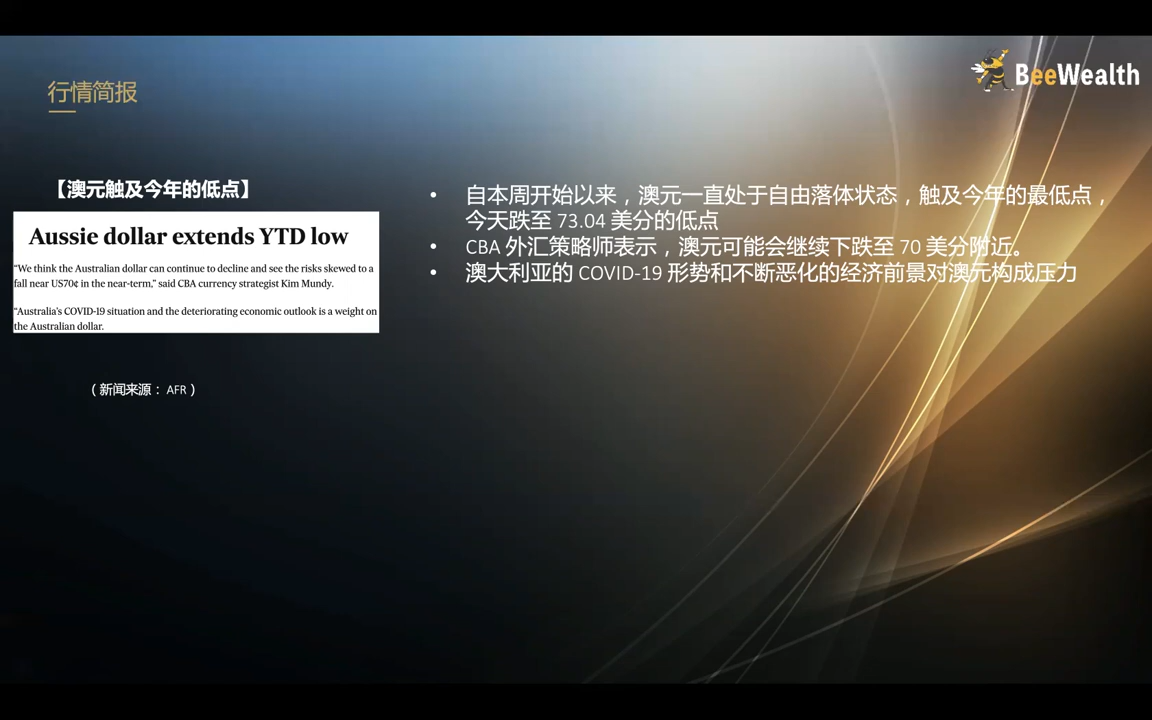 行情简报
BeeWealth
【澳元触及今年的低点】
Aussie dollar extends YTD low
"We think the Australian dollar can continue to decline and see the risks skewed to a
fall near US70¢ in the near-term," said CBA currency strategist Kim Mundy.
"Australia's COVID-19 situation and the deteriorating economic outlook is a weight on
the Australian dollar.
（新闻来源：AFR）
• 自本周开始以来，澳元一直处于自由落体状态，触及今年的最低点，
今天跌至 73.04 美分的低点
• CBA 外汇策略师表示，澳元可能会继续下跌至 70 美分附近。
• 澳大利亚的 COVID-19 形势和不断恶化的经济前景对澳元构成压力